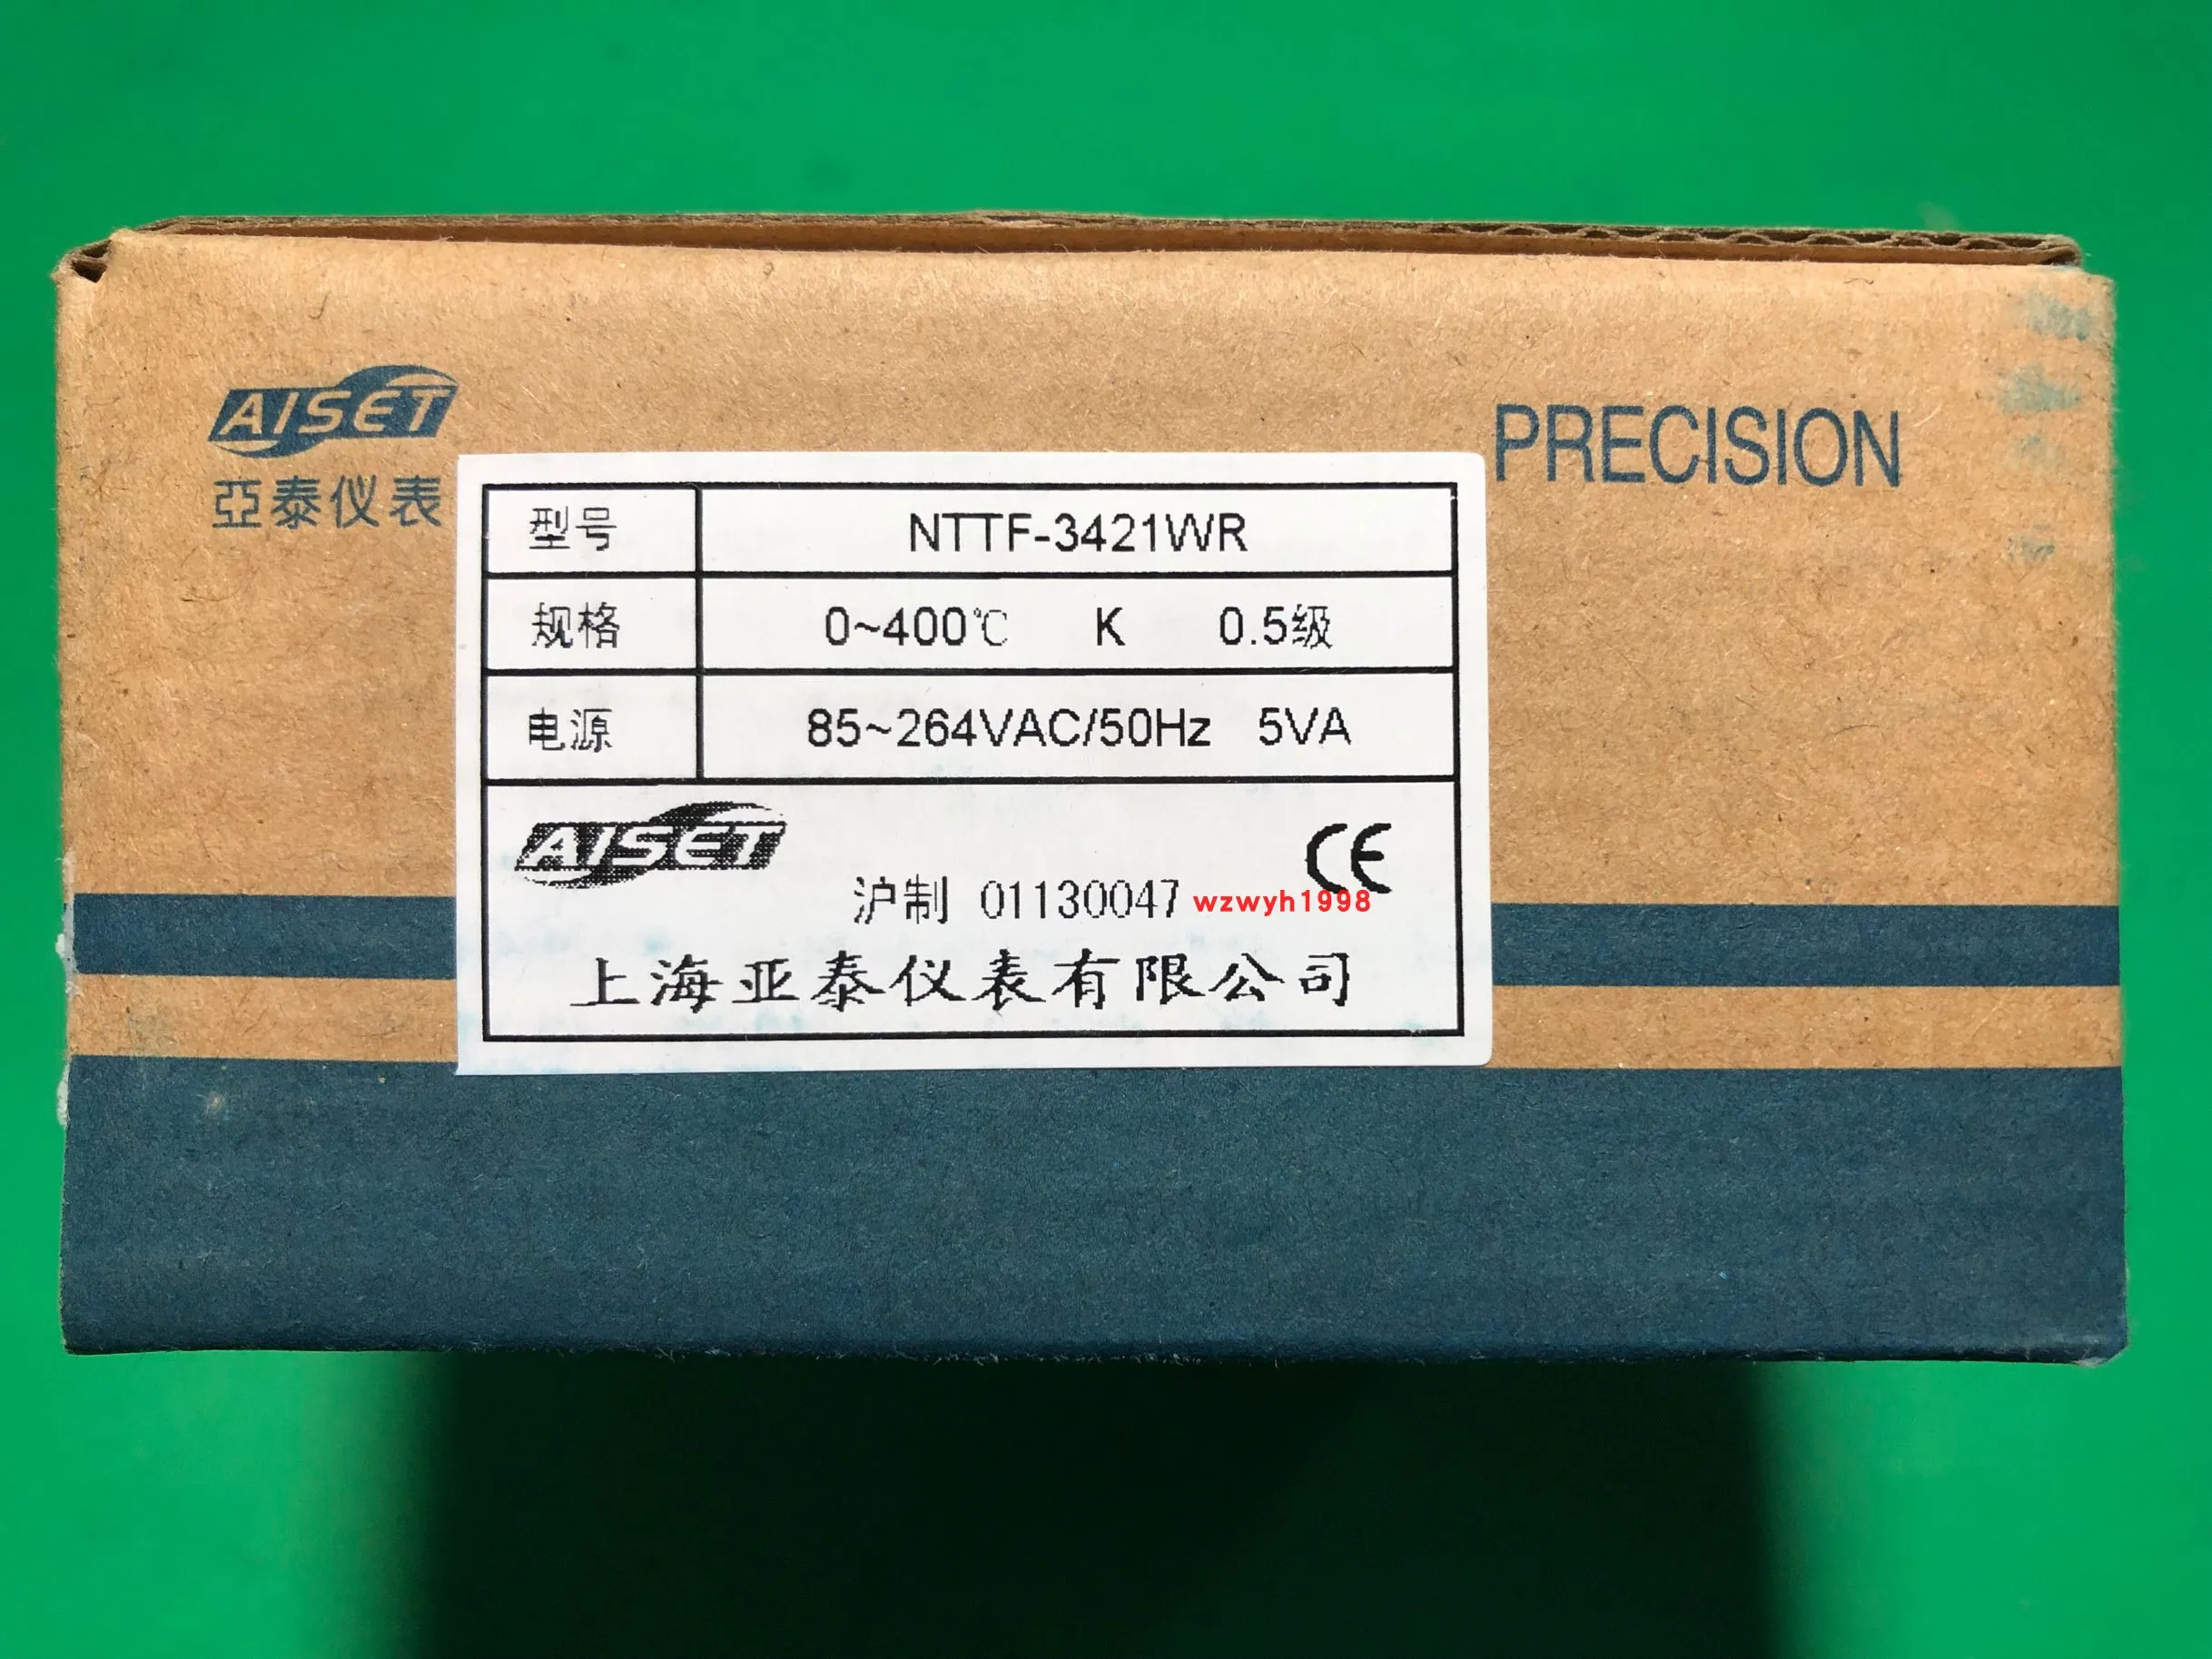 AISET
亞泰仪表
PRECISION
型号 NTTF-3421WR
规格 0~400℃ K 0.5级
电源 85~264VAC/50Hz 5VA
AISET
CE
沪制 01130047 wzwyh1998
上海亚泰仪表有限公司